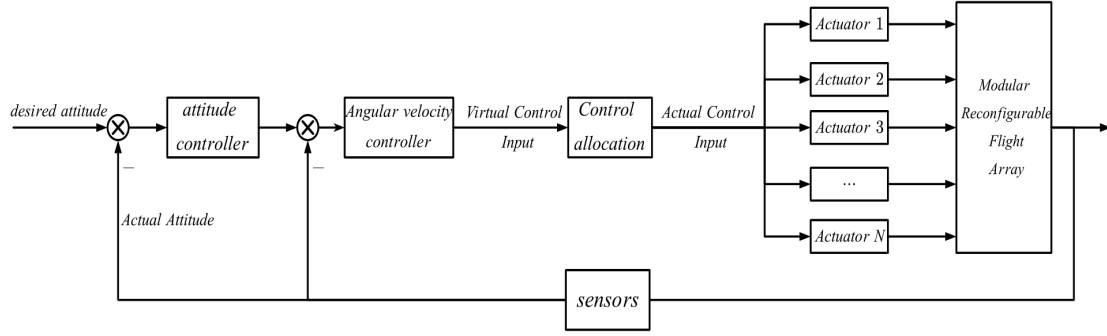 desired attitude
attitude
controller
Angular velocity
controller
Virtual Control
Input
Control
allocation
Actual Control
Input
Actuator 1
Actuator 2
Actuator 3
...
Actuator N
Modular
Reconfigurable
Flight
Array
−
−
Actual Attitude
sensors